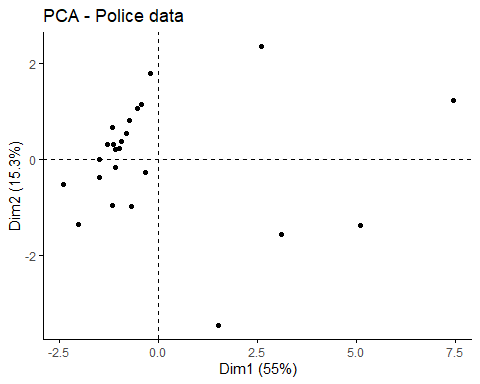 PCA - Police data
Dim2 (15.3%)
2
0
-2
-2.5 0.0 2.5 5.0 7.5
Dim1 (55%)